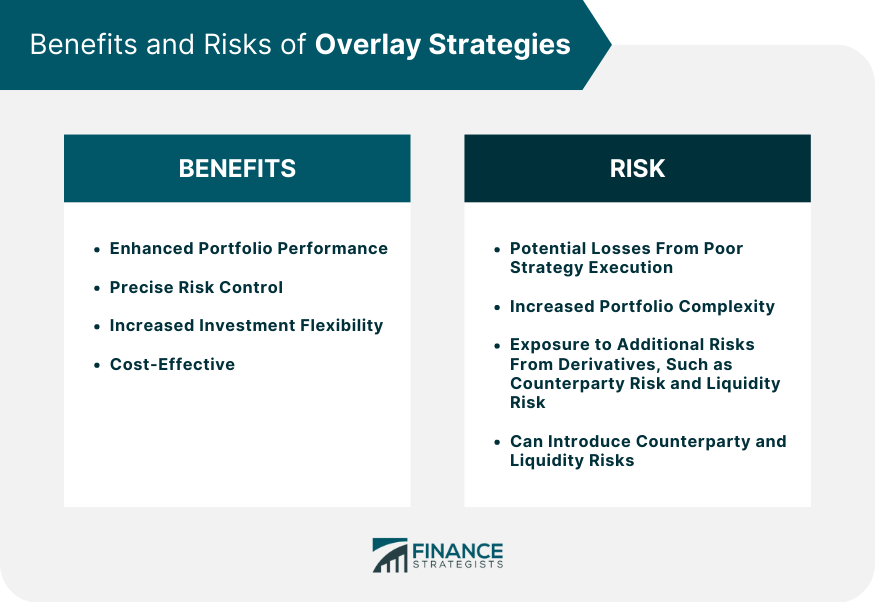 Benefits and Risks of Overlay Strategies
BENEFITS
• Enhanced Portfolio Performance
• Precise Risk Control
• Increased Investment Flexibility
• Cost-Effective
RISK
• Potential Losses From Poor
Strategy Execution
• Increased Portfolio Complexity
• Exposure to Additional Risks
From Derivatives, Such as
Counterparty Risk and Liquidity
Risk
• Can Introduce Counterparty and
Liquidity Risks
FINANCE
STRATEGISTS